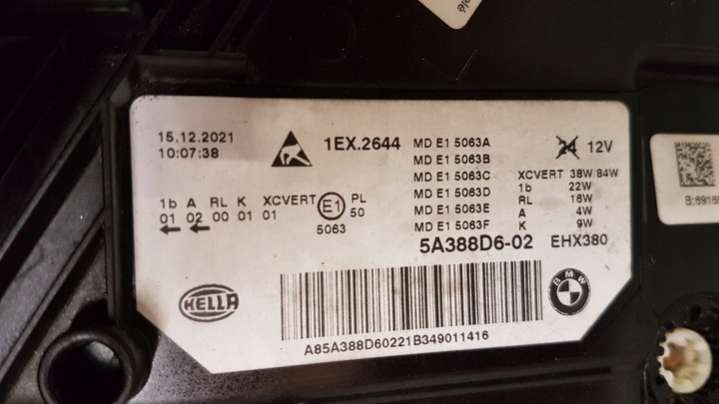 15.12.2021
10:07:38
1EX.2644
MD E1 5063A
MD E1 5063B
MD E1 5063C
MD E1 5063D
MD E1 5063E
MD E1 5063F
24 12V
XCVERT 38W 84W
1b 22W
RL 18W
A 4W
K 9W
1b A RL K XCVERT
01 02 00 01 01
E1
5063
PL
50
5A388D6-02 EHX380
HELLA
BMW
A85A388D60221B349011416